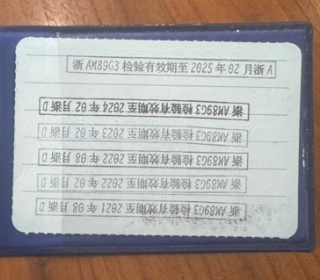 浙 AM89G3 检验有效期至 2025 年 02 月浙 A
浙 AM89G3 检验有效期至 2024 年 02 月浙 D
浙 AM89G3 检验有效期至 2023 年 02 月浙 D
浙 AM89G3 检验有效期至 2022 年 08 月浙 D
浙 AM89G3 检验有效期至 2022 年 02 月浙 D
浙 AM89G3 检验有效期至 2021 年 08 月浙 D